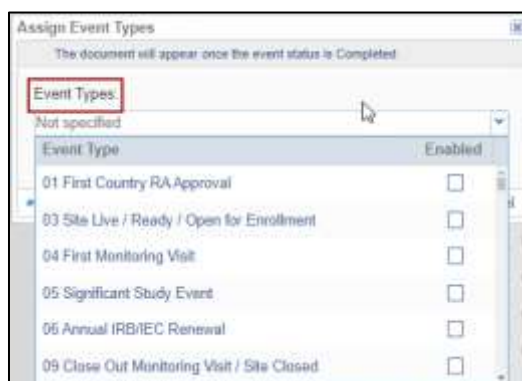 Assign Event Types
The document will appear once the event status is Completed
Event Types:
Not specified
Event Type Enabled
01 First Country RA Approval
03 Site Live / Ready / Open for Enrollment
04 First Monitoring Visit
05 Significant Study Event
06 Annual IRB/IEC Renewal
09 Close Out Monitoring Visit / Site Closed